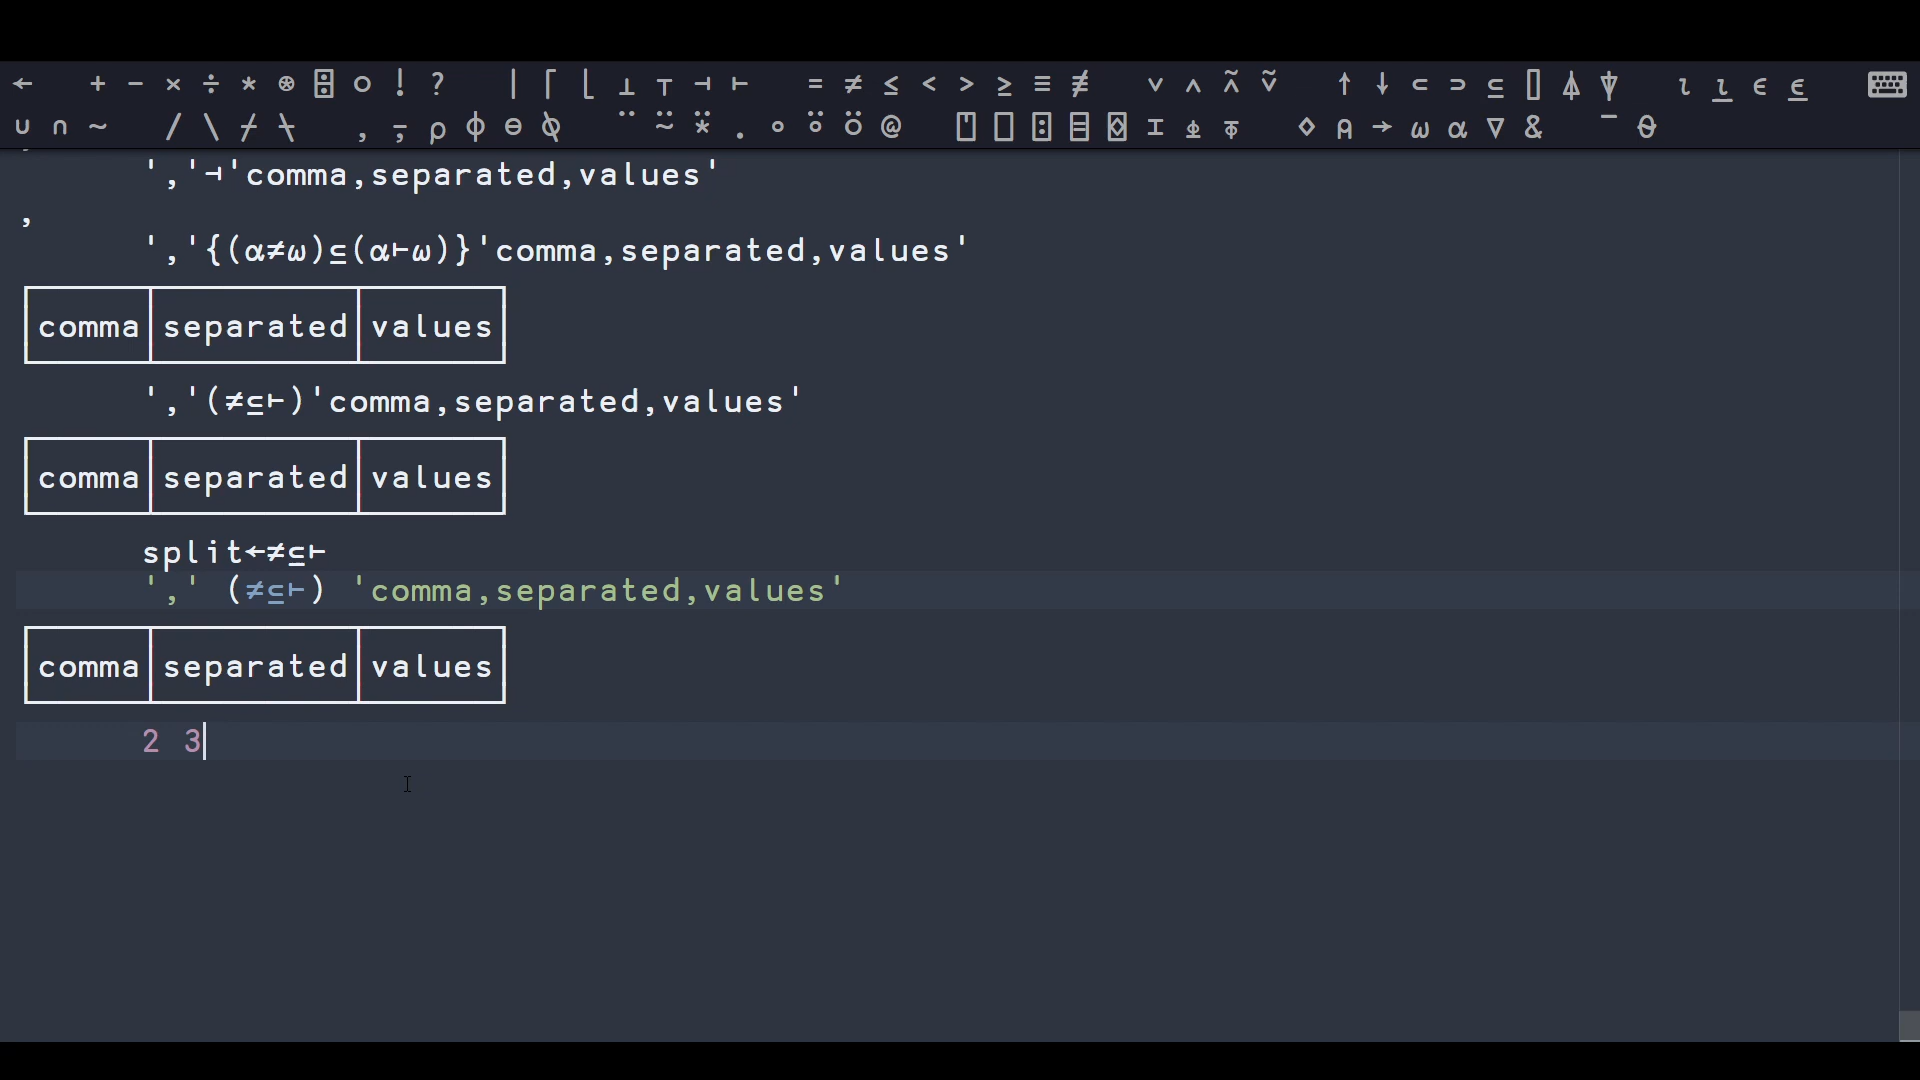 ← + - × ÷ * ⍟ ⌹ ○ ! ? | ⌈ ⌊ ⊥ ⊤ ⊣ ⊢ = ≠ ≤ < > ≥ ≡ ≢ ∨ ∧ ⍲ ⍱ ↑ ↓ ⊂ ⊃ ⊆ ⌷ ⍋ ⍒ ⍳ ⍸ ∊ ⍷
∪ ∩ ~ / \ ⌿ ⍀ , ⍪ ⍴ ⌽ ⊖ ⍉ ¨ ⍨ ⍣ . ∘ ⍤ ⍥ @ ⍞ ⎕ ⍠ ⌸ ⌺ ⌶ ⍎ ⍕ ⋄ ⍝ → ⍵ ⍺ ∇ & ¯ ⍬
','⊣'comma,separated,values'
,
','{(⍺≠⍵)⊆(⍺⊢⍵)}'comma,separated,values'
comma separated values
','(≠⊆⊢)'comma,separated,values'
comma separated values
split←≠⊆⊢
',' (≠⊆⊢) 'comma,separated,values'
comma separated values
2 3